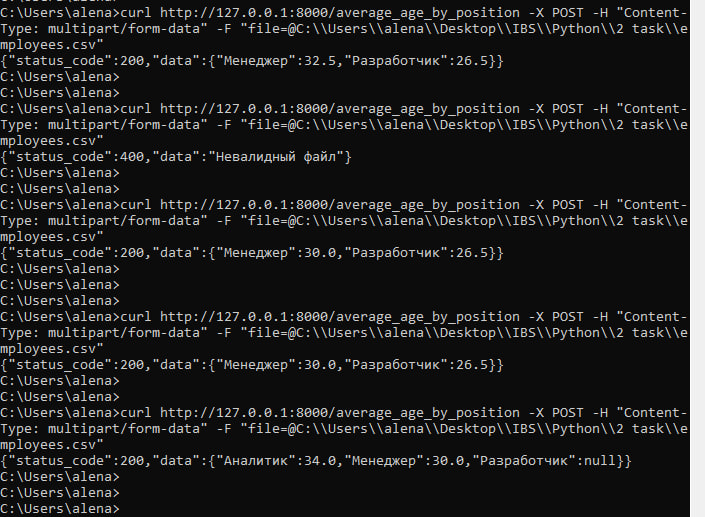 C:\Users\alena>curl http://127.0.0.1:8000/average_age_by_position -X POST -H "Content-
Type: multipart/form-data" -F "file=@C:\\Users\\alena\\Desktop\\IBS\\Python\\2 task\\e
mployees.csv"
{"status_code":200,"data":{"Менеджер":32.5,"Разработчик":26.5}}
C:\Users\alena>
C:\Users\alena>
C:\Users\alena>curl http://127.0.0.1:8000/average_age_by_position -X POST -H "Content-
Type: multipart/form-data" -F "file=@C:\\Users\\alena\\Desktop\\IBS\\Python\\2 task\\e
mployees.csv"
{"status_code":400,"data":"Невалидный файл"}
C:\Users\alena>
C:\Users\alena>
C:\Users\alena>curl http://127.0.0.1:8000/average_age_by_position -X POST -H "Content-
Type: multipart/form-data" -F "file=@C:\\Users\\alena\\Desktop\\IBS\\Python\\2 task\\e
mployees.csv"
{"status_code":200,"data":{"Менеджер":30.0,"Разработчик":26.5}}
C:\Users\alena>
C:\Users\alena>
C:\Users\alena>
C:\Users\alena>curl http://127.0.0.1:8000/average_age_by_position -X POST -H "Content-
Type: multipart/form-data" -F "file=@C:\\Users\\alena\\Desktop\\IBS\\Python\\2 task\\e
mployees.csv"
{"status_code":200,"data":{"Менеджер":30.0,"Разработчик":26.5}}
C:\Users\alena>
C:\Users\alena>
C:\Users\alena>curl http://127.0.0.1:8000/average_age_by_position -X POST -H "Content-
Type: multipart/form-data" -F "file=@C:\\Users\\alena\\Desktop\\IBS\\Python\\2 task\\e
mployees.csv"
{"status_code":200,"data":{"Аналитик":34.0,"Менеджер":30.0,"Разработчик":null}}
C:\Users\alena>
C:\Users\alena>
C:\Users\alena>